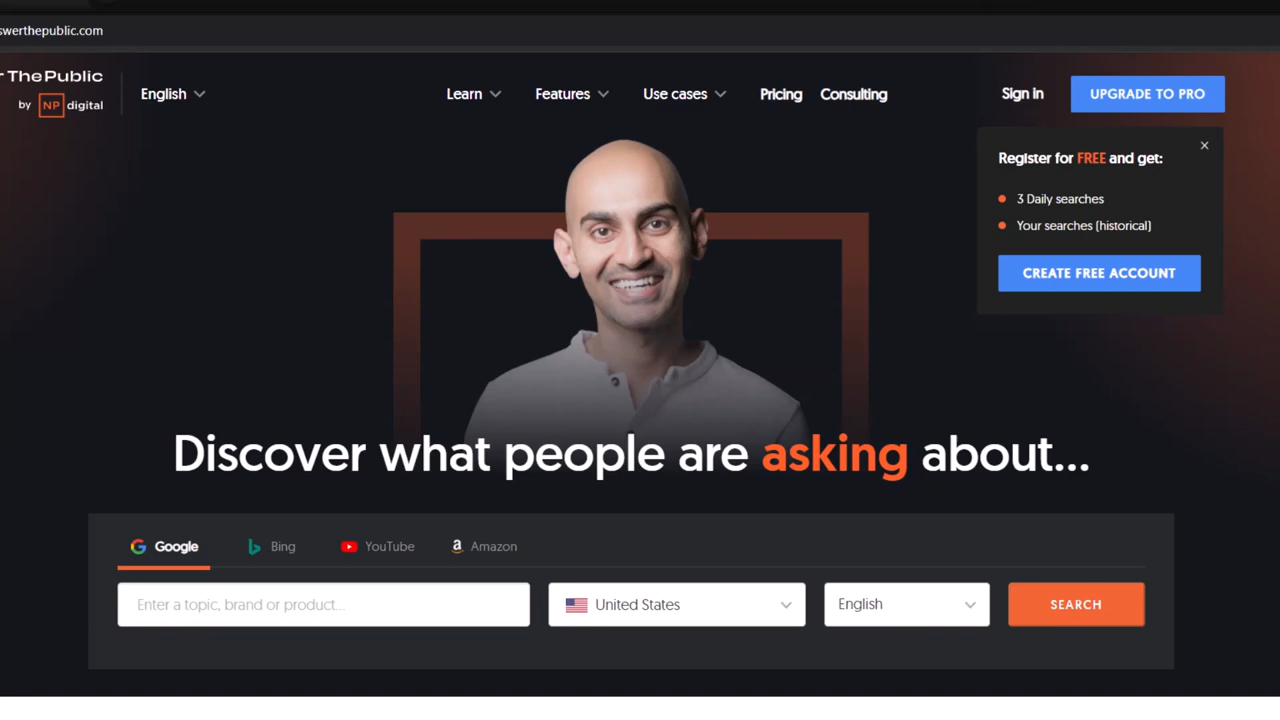 swerthepublic.com
r ThePublic
by NP digital
English
Learn
Features
Use cases
Pricing
Consulting
Sign in
UPGRADE TO PRO
Register for FREE and get:
3 Daily searches
Your searches (historical)
CREATE FREE ACCOUNT
Discover what people are asking about...
Google
Bing
YouTube
Amazon
Enter a topic, brand or product...
United States
English
SEARCH